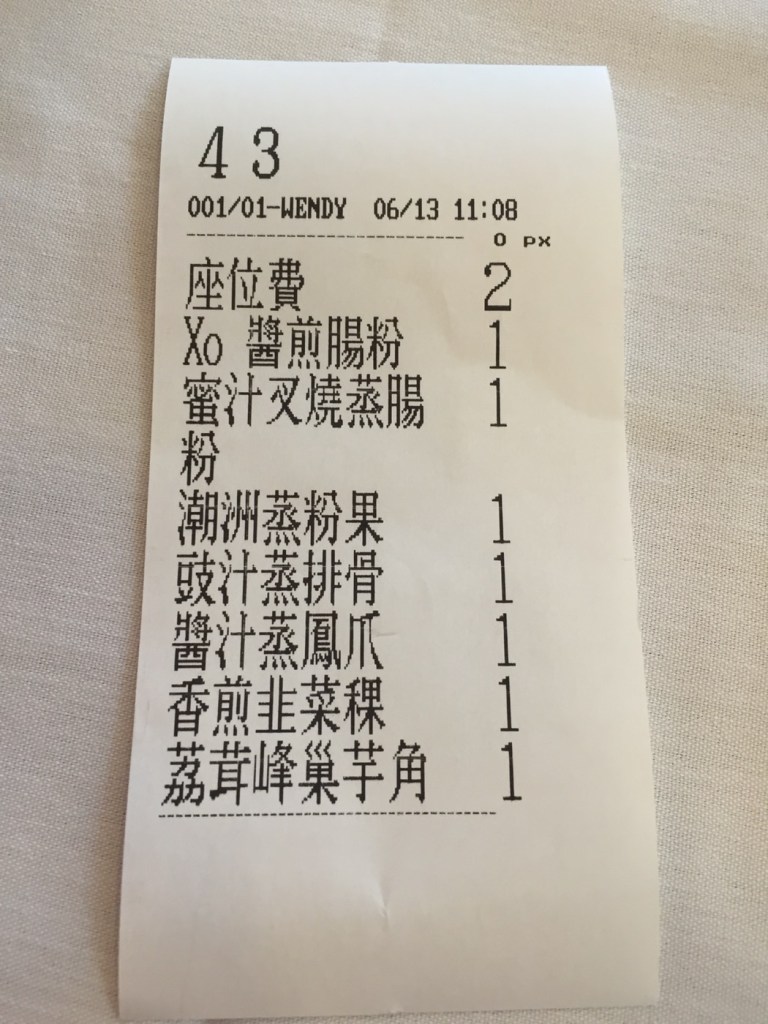 43
001/01-WENDY 06/13 11:08
0 PX
座位費 2
Xo 醬煎腸粉 1
蜜汁叉燒蒸腸 1
粉
潮洲蒸粉果 1
豉汁蒸排骨 1
醬汁蒸鳳爪 1
香煎韭菜粿 1
荔茸峰巢芋角 1